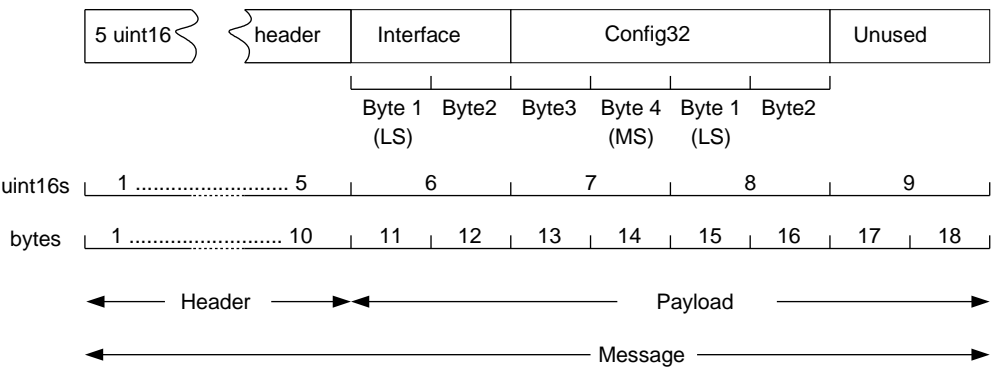 5 uint16 header Interface Config32 Unused
Byte 1 Byte2 Byte3 Byte 4 Byte 1 Byte2
(LS) (MS) (LS)
uint16s 1 ........................... 5 6 7 8 9
bytes 1 ........................... 10 11 12 13 14 15 16 17 18
Header Payload
Message